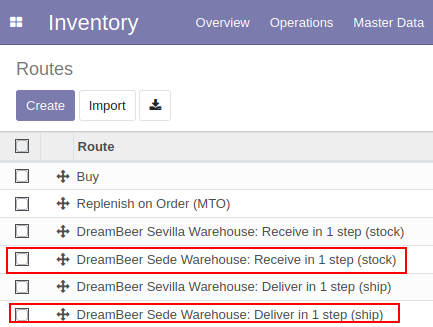 Inventory Overview Operations Master Data
Routes
Create Import
Route
Buy
Replenish on Order (MTO)
DreamBeer Sevilla Warehouse: Receive in 1 step (stock)
DreamBeer Sede Warehouse: Receive in 1 step (stock)
DreamBeer Sevilla Warehouse: Deliver in 1 step (ship)
DreamBeer Sede Warehouse: Deliver in 1 step (ship)